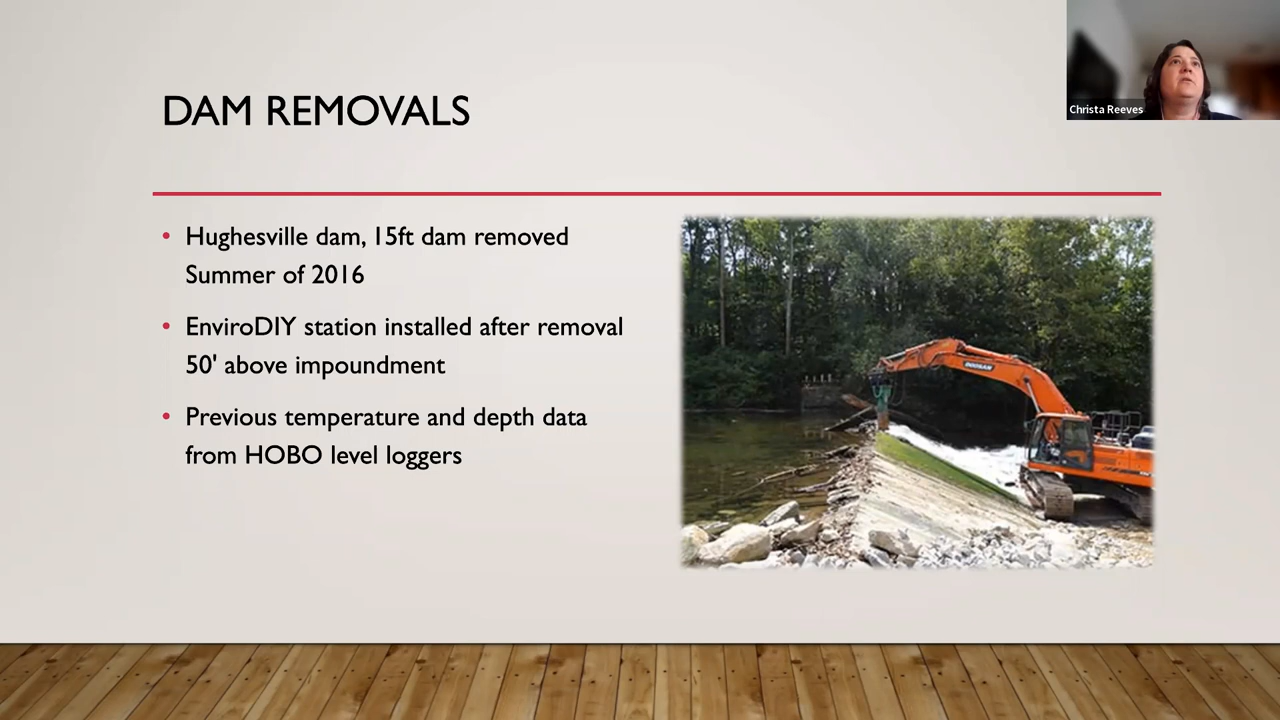 Christa Reeves
DAM REMOVALS
• Hughesville dam, 15ft dam removed
Summer of 2016
• EnviroDIY station installed after removal
50' above impoundment
• Previous temperature and depth data
from HOBO level loggers
DOOSAN